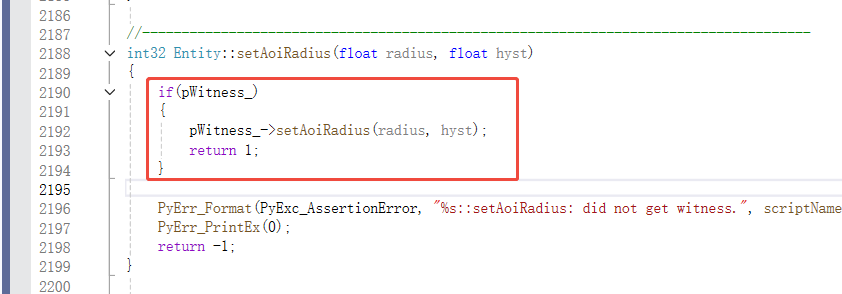 2186
2187 //--------------------------------------------------------------------------------
2188 int32 Entity::setAoiRadius(float radius, float hyst)
2189 {
2190 if(pWitness_)
2191 {
2192 pWitness_->setAoiRadius(radius, hyst);
2193 return 1;
2194 }
2195
2196 PyErr_Format(PyExc_AssertionError, "%s::setAoiRadius: did not get witness.", scriptName
2197 PyErr_PrintEx(0);
2198 return -1;
2199 }
2200